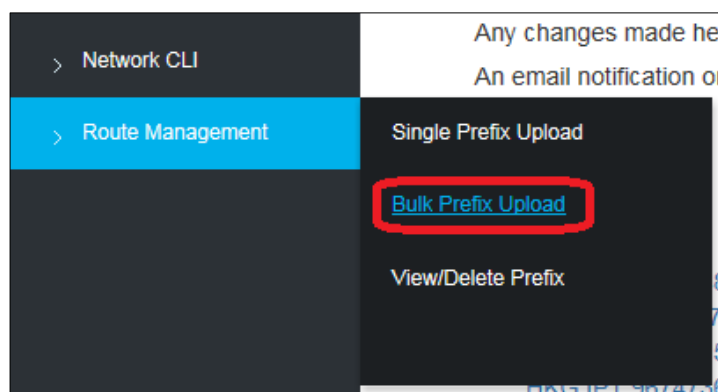 Any changes made he
Network CLI
An email notification o
Route Management
Single Prefix Upload
Bulk Prefix Upload
View/Delete Prefix